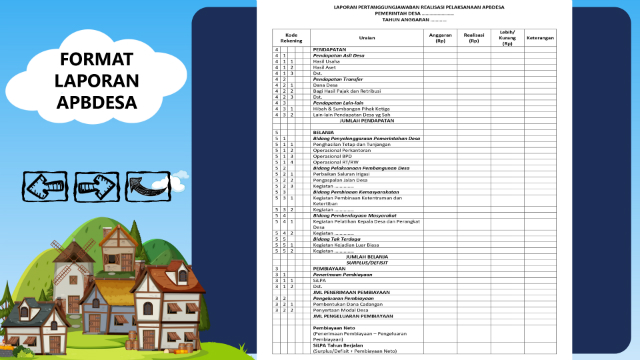 FORMAT
LAPORAN
APBDESA
LAPORAN PERTANGGUNGJAWABAN REALISASI PELAKSANAAN APBDESA
PEMERINTAH DESA ........................
TAHUN ANGGARAN ............
Kode Rekening Uraian Anggaran (Rp) Realisasi (Rp) Lebih/Kurang (Rp) Keterangan
4 PENDAPATAN
4 1 Pendapatan Asli Desa
4 1 1 Hasil Usaha
4 1 2 Hasil Aset
4 1 3 Dst.
4 2 Pendapatan Transfer
4 2 1 Dana Desa
4 2 2 Bagi Hasil Pajak dan Retribusi
4 2 3 Dst.
4 3 Pendapatan Lain-lain
4 3 1 Hibah & Sumbangan Pihak Ketiga
4 3 2 Lain-lain Pendapatan Desa yg Sah
JUMLAH PENDAPATAN
5 BELANJA
5 1 Bidang Penyelenggaraan Pemerintahan Desa
5 1 1 Penghasilan Tetap dan Tunjangan
5 1 2 Operasional Perkantoran
5 1 3 Operasional BPD
5 1 4 Operasional RT/RW
5 2 Bidang Pelaksanaan Pembangunan Desa
5 2 1 Perbaikan Saluran Irigasi
5 2 2 Pengaspalan Jalan Desa
5 2 3 Kegiatan ..............
5 3 Bidang Pembinaan Kemasyarakatan
5 3 1 Kegiatan Pembinaan Ketentraman dan
Ketertiban
5 3 2 Kegiatan ..............
5 4 Bidang Pemberdayaan Masyarakat
5 4 1 Kegiatan Pelatihan Kepala Desa dan Perangkat
Desa
5 4 2 Kegiatan ..............
5 5 Bidang Tak Terduga
5 5 1 Kegiatan Kejadian Luar Biasa
5 5 2 Kegiatan ..............
JUMLAH BELANJA
SURPLUS/DEFISIT
3 PEMBIAYAAN
3 1 Penerimaan Pembiayaan
3 1 1 SiLPA
3 1 2 Dst.
JML PENERIMAAN PEMBIAYAAN
3 2 Pengeluaran Pembiayaan
3 2 1 Pembentukan Dana Cadangan
3 2 2 Penyertaan Modal Desa
JML PENGELUARAN PEMBIAYAAN
Pembiayaan Neto
(Penerimaan Pembiayaan – Pengeluaran
Pembiayaan)
SiLPA Tahun Berjalan
(Surplus/Defisit + Pembiayaan Neto)